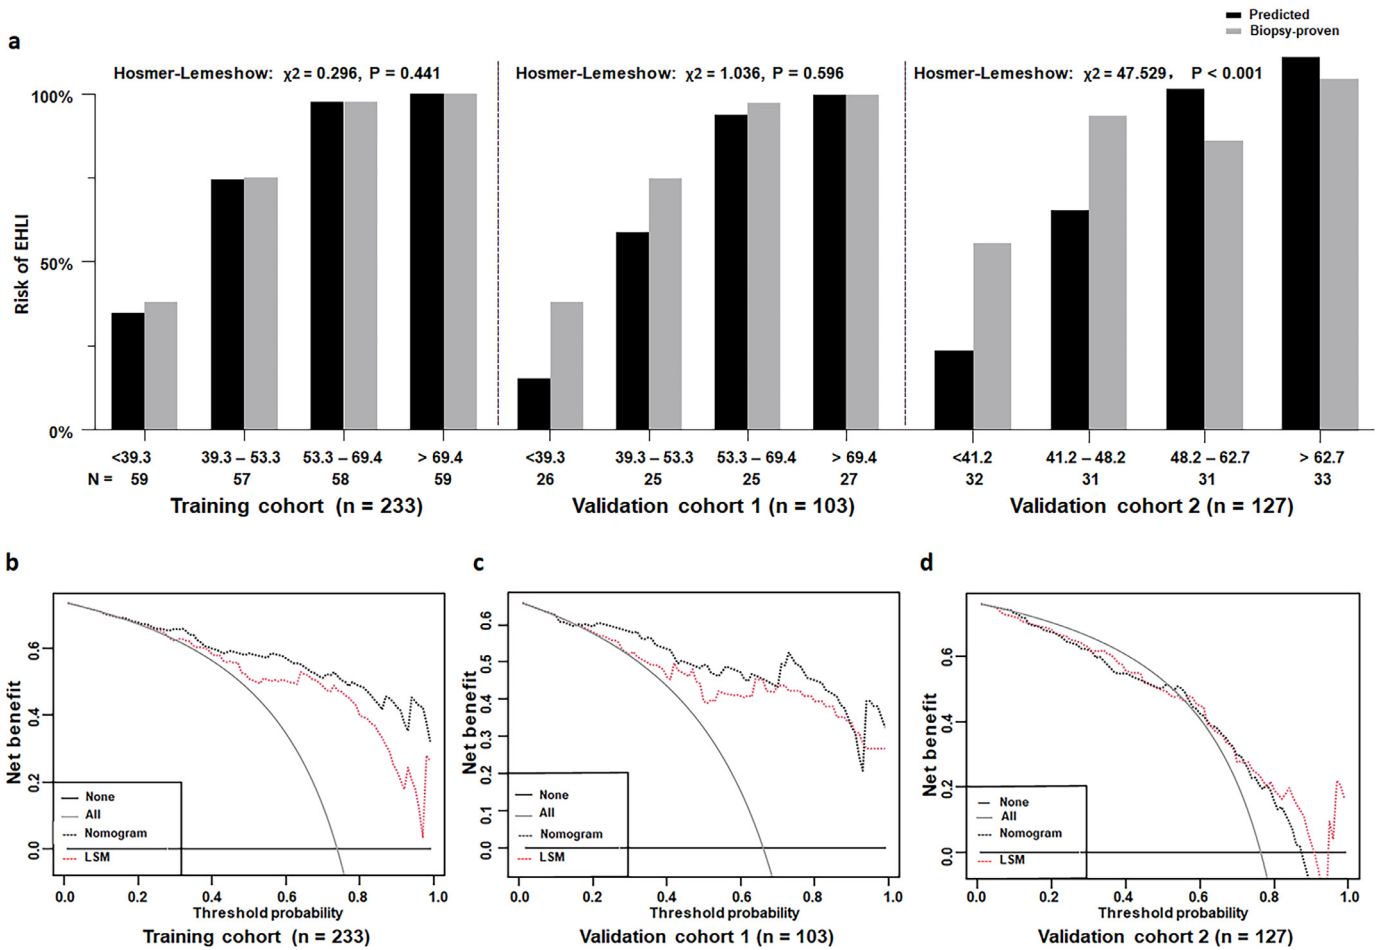 Predicted
Biopsy-proven
a
Hosmer-Lemeshow: χ2 = 0.296, P = 0.441
Hosmer-Lemeshow: χ2 = 1.036, P = 0.596
Hosmer-Lemeshow: χ2 = 47.529, P < 0.001
Risk of EHLI
100%
50%
0%
<39.3 39.3 – 53.3 53.3 – 69.4 > 69.4
<39.3 39.3 – 53.3 53.3 – 69.4 > 69.4
<41.2 41.2 – 48.2 48.2 – 62.7 > 62.7
N = 59 57 58 59
26 25 25 27
32 31 31 33
Training cohort (n = 233)
Validation cohort 1 (n = 103)
Validation cohort 2 (n = 127)
b
Net benefit
0.6
0.4
0.2
0.0
None
All
Nomogram
LSM
0.0 0.2 0.4 0.6 0.8 1.0
Threshold probability
Training cohort (n = 233)
c
Net benefit
0.6
0.5
0.4
0.3
0.2
0.1
0.0
None
All
Nomogram
LSM
0.0 0.2 0.4 0.6 0.8 1.0
Threshold probability
Validation cohort 1 (n = 103)
d
Net benefit
0.6
0.4
0.2
0.0
None
All
Nomogram
LSM
0.0 0.2 0.4 0.6 0.8 1.0
Threshold probability
Validation cohort 2 (n = 127)